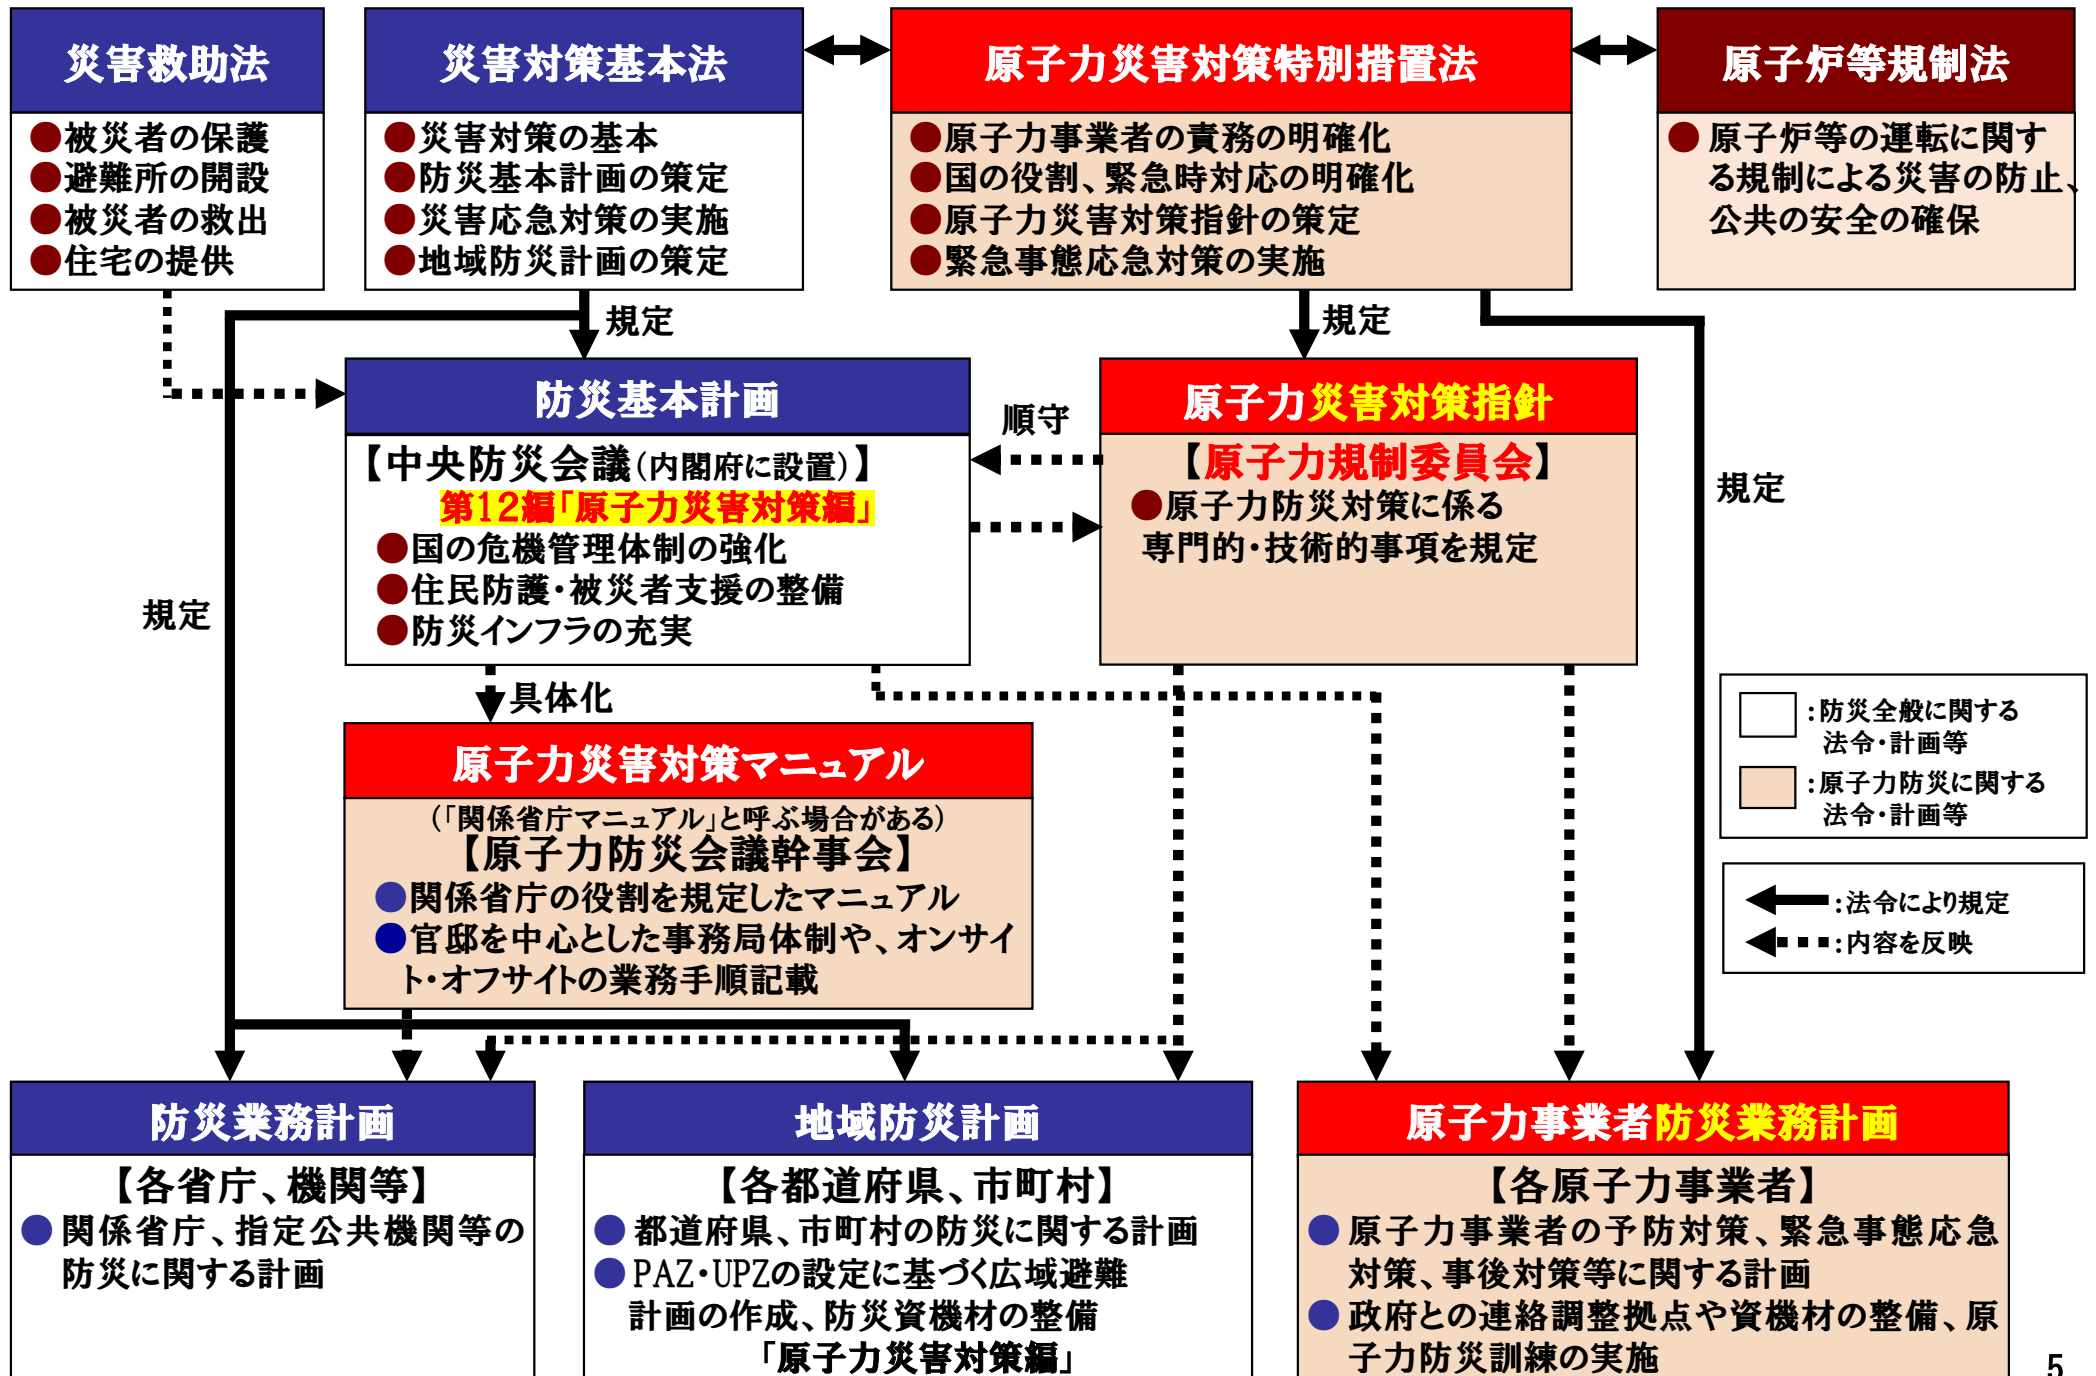 災害救助法
●被災者の保護
●避難所の開設
●被災者の救出
●住宅の提供
災害対策基本法
●災害対策の基本
●防災基本計画の策定
●災害応急対策の実施
●地域防災計画の策定
原子力災害対策特別措置法
●原子力事業者の責務の明確化
●国の役割、緊急時対応の明確化
●原子力災害対策指針の策定
●緊急事態応急対策の実施
原子炉等規制法
● 原子炉等の運転に関す
る規制による災害の防止、
公共の安全の確保
規定
規定
規定
規定
防災基本計画
【中央防災会議(内閣府に設置)】
第12編「原子力災害対策編」
●国の危機管理体制の強化
●住民防護・被災者支援の整備
●防災インフラの充実
順守
原子力災害対策指針
【原子力規制委員会】
●原子力防災対策に係る
専門的・技術的事項を規定
具体化
原子力災害対策マニュアル
(「関係省庁マニュアル」と呼ぶ場合がある)
【原子力防災会議幹事会】
●関係省庁の役割を規定したマニュアル
●官邸を中心とした事務局体制や、オンサイ
ト・オフサイトの業務手順記載
:防災全般に関する
法令・計画等
:原子力防災に関する
法令・計画等
:法令により規定
:内容を反映
防災業務計画
【各省庁、機関等】
● 関係省庁、指定公共機関等の
防災に関する計画
地域防災計画
【各都道府県、市町村】
● 都道府県、市町村の防災に関する計画
● PAZ・UPZの設定に基づく広域避難
計画の作成、防災資機材の整備
「原子力災害対策編」
原子力事業者防災業務計画
【各原子力事業者】
● 原子力事業者の予防対策、緊急事態応急
対策、事後対策等に関する計画
● 政府との連絡調整拠点や資機材の整備、原
子力防災訓練の実施
5